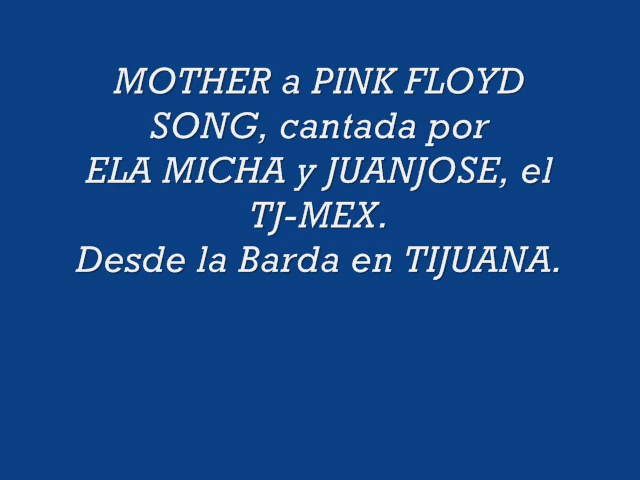 MOTHER a PINK FLOYD
SONG, cantada por
ELA MICHA y JUANJOSE, el
TJ-MEX.
Desde la Barda en TIJUANA.